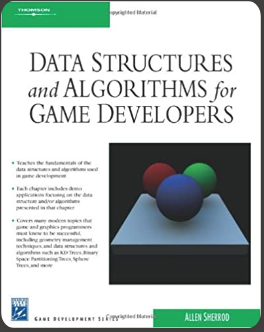 THOMSON
Copyrighted Material
DATA STRUCTURES
and ALGORITHMS for
GAME DEVELOPERS
• Teaches the fundamentals of the
data structures and algorithms used
in game development
• Each chapter includes demo
applications focusing on the data
structure and/or algorithms
presented in that chapter
• Covers many modern topics that
game and graphics programmers
must know to be successful,
including geometry management
techniques, and data structures and
algorithms such as KD Trees, Binary
Space Partitioning Trees, Sphere
Trees, and more
ALLEN SHERROD
GAME DEVELOPMENT SERIES
Copyrighted Material